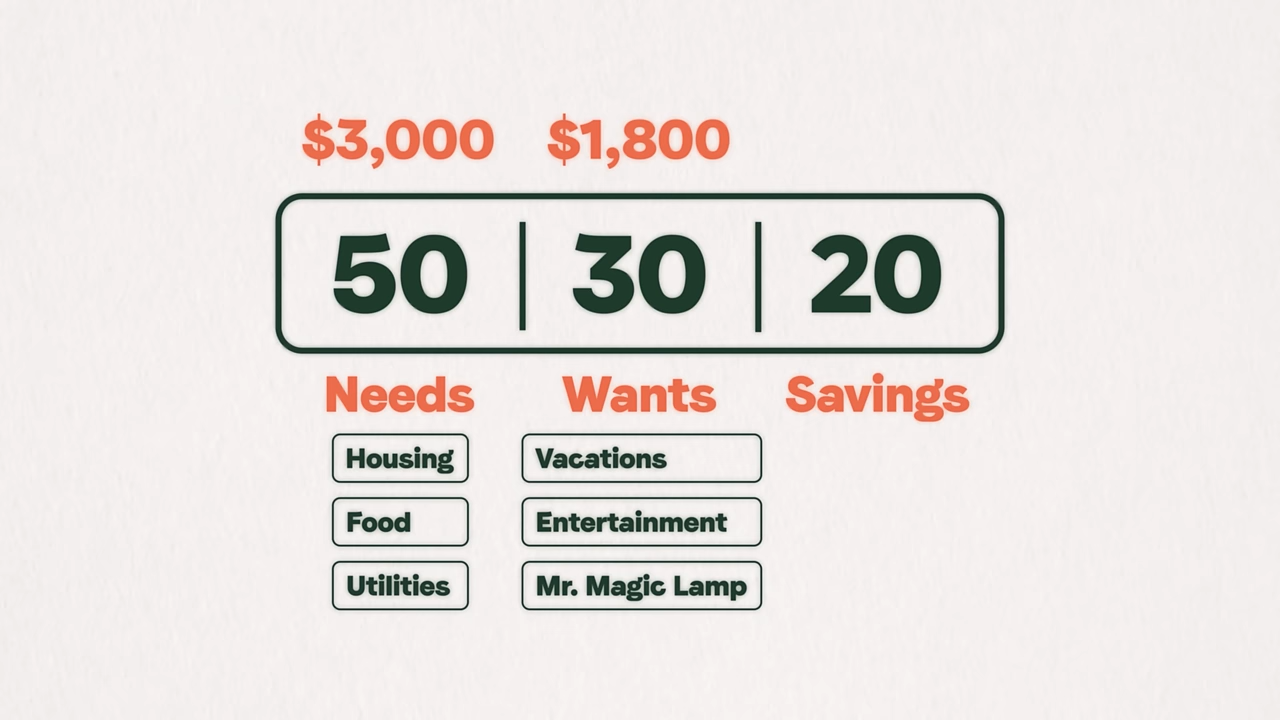 $3,000 $1,800
50 30 20
Needs Wants Savings
Housing Vacations
Food Entertainment
Utilities Mr. Magic Lamp